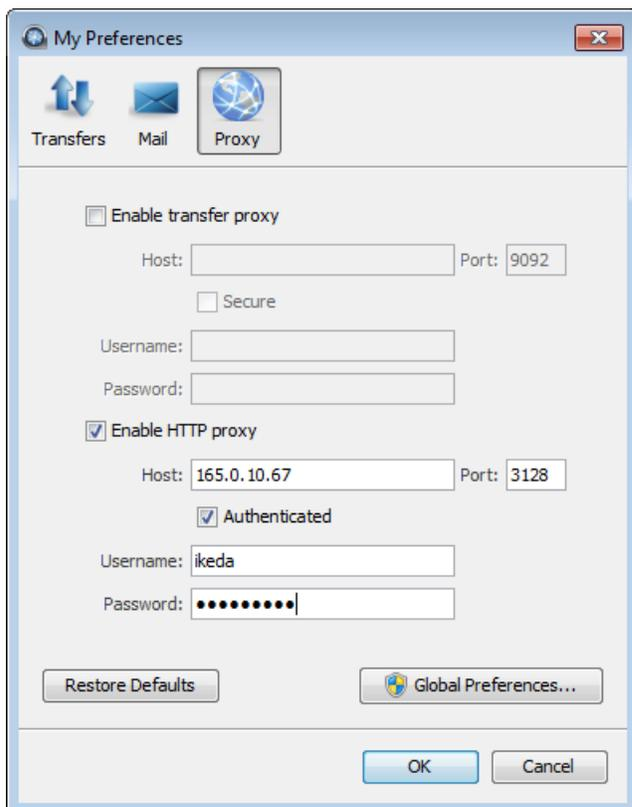 My Preferences
Transfers Mail Proxy
Enable transfer proxy
Host: Port: 9092
Secure
Username:
Password:
Enable HTTP proxy
Host: 165.0.10.67 Port: 3128
Authenticated
Username: ikeda
Password: •••••••••
Restore Defaults Global Preferences...
OK Cancel